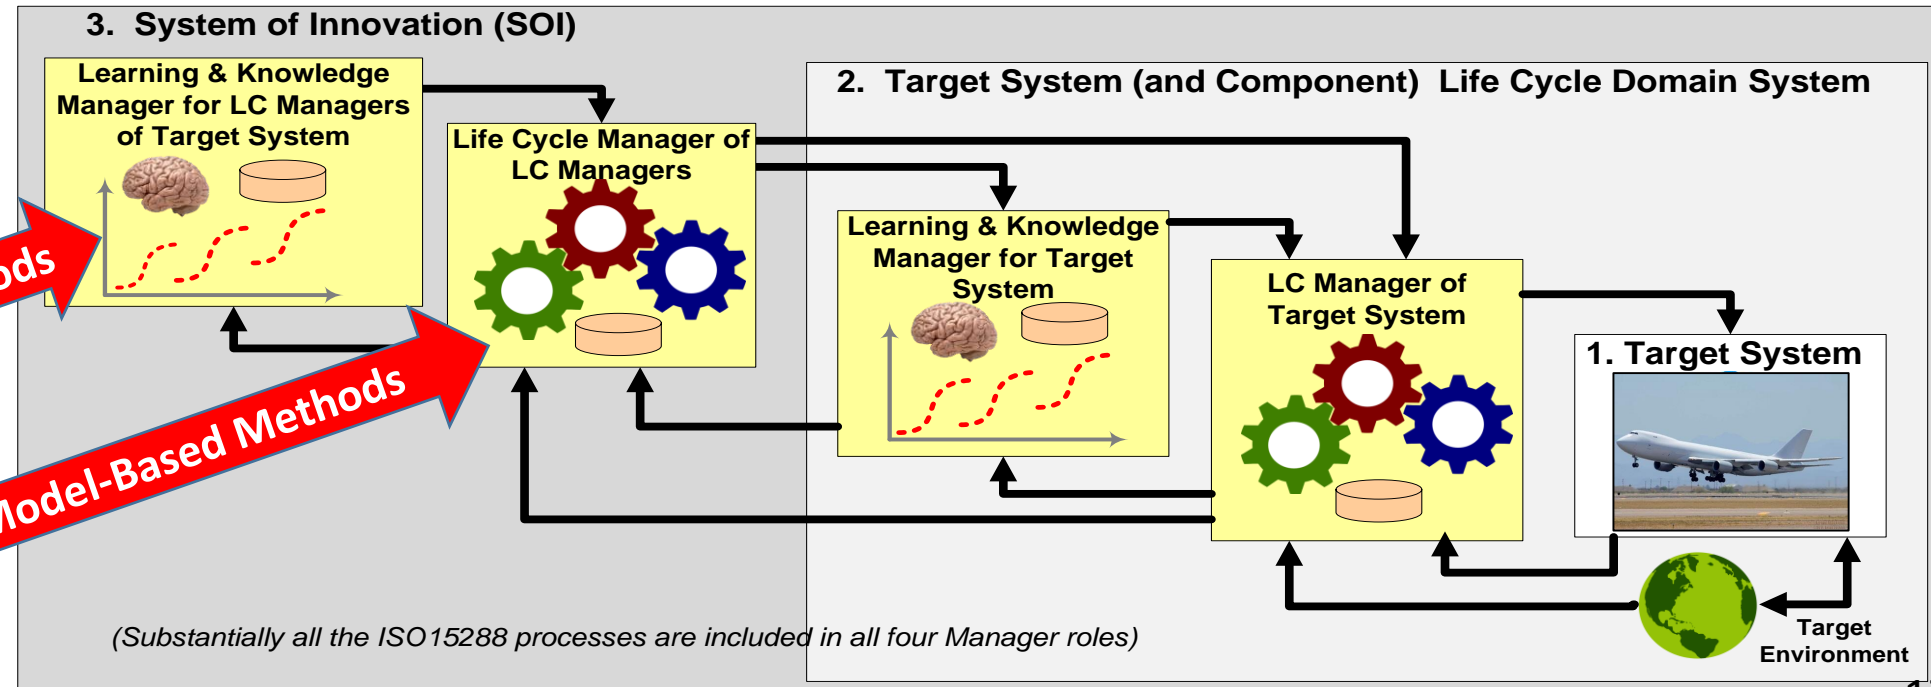 3. System of Innovation (SOI)
Learning & Knowledge
Manager for LC Managers
of Target System
2. Target System (and Component) Life Cycle Domain System
Life Cycle Manager of
LC Managers
Learning & Knowledge
Manager for Target
System
LC Manager of
Target System
1. Target System
Model-Based Methods
(Substantially all the ISO15288 processes are included in all four Manager roles)
Target
Environment